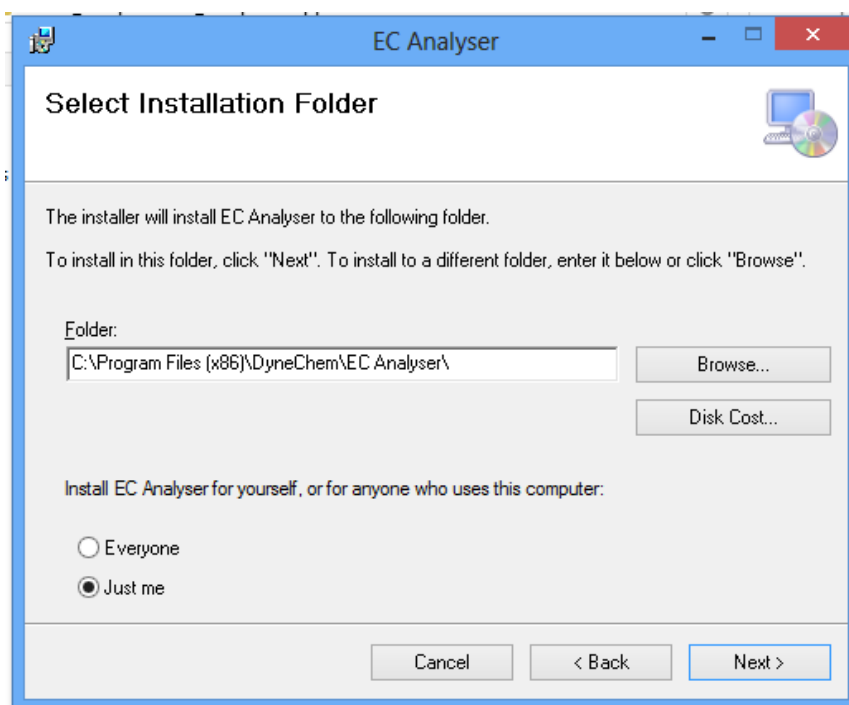 EC Analyser
Select Installation Folder
The installer will install EC Analyser to the following folder.
To install in this folder, click "Next". To install to a different folder, enter it below or click "Browse".
Folder:
C:\Program Files (x86)\DyneChem\EC Analyser\
Browse...
Disk Cost...
Install EC Analyser for yourself, or for anyone who uses this computer:
Everyone
Just me
Cancel
< Back
Next >